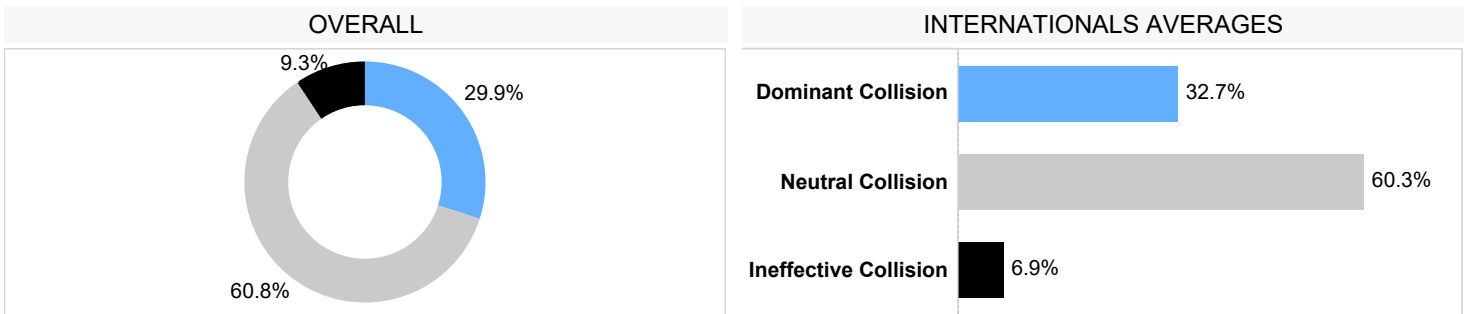 OVERALL
9.3%
29.9%
60.8%
INTERNATIONALS AVERAGES
Dominant Collision
32.7%
Neutral Collision
60.3%
Ineffective Collision
6.9%